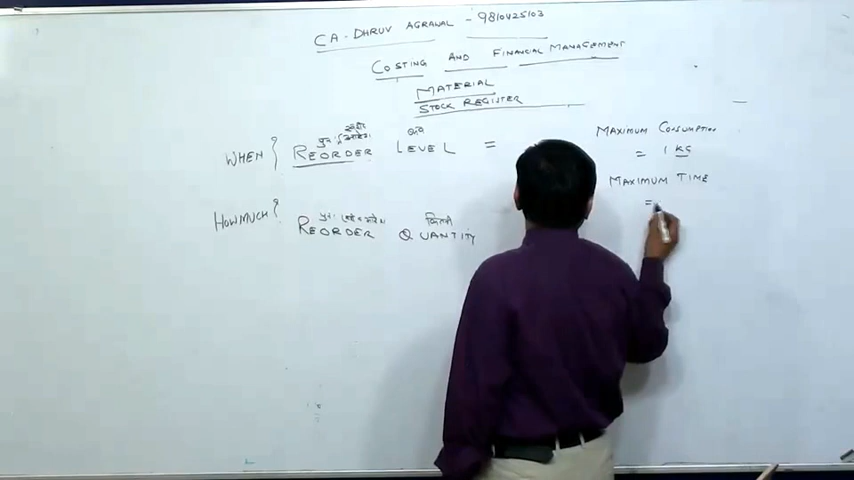 CA. DHRUV AGRAWAL - 9810425103
COSTING AND FINANCIAL MANAGEMENT
MATERIAL
STOCK REGISTER
WHEN } REORDER LEVEL =
HOW MUCH } REORDER QUANTITY
कितनी
MAXIMUM CONSUMPTION
= 1 KG
MAXIMUM TIME
=